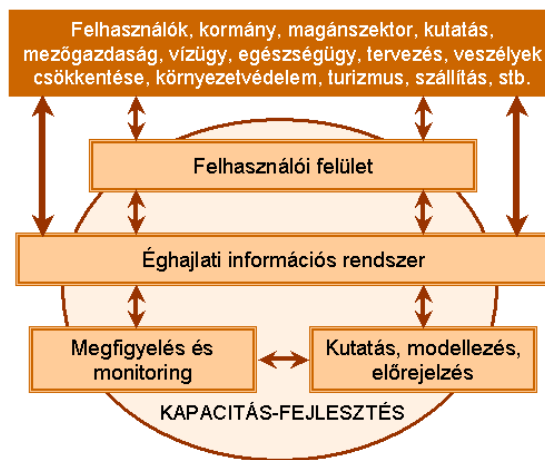 Felhasználók, kormány, magánszektor, kutatás,
mezőgazdaság, vízügy, egészségügy, tervezés, veszélyek
csökkentése, környezetvédelem, turizmus, szállítás, stb.
Felhasználói felület
Éghajlati információs rendszer
Megfigyelés és
monitoring
Kutatás, modellezés,
előrejelzés
KAPACITÁS-FEJLESZTÉS